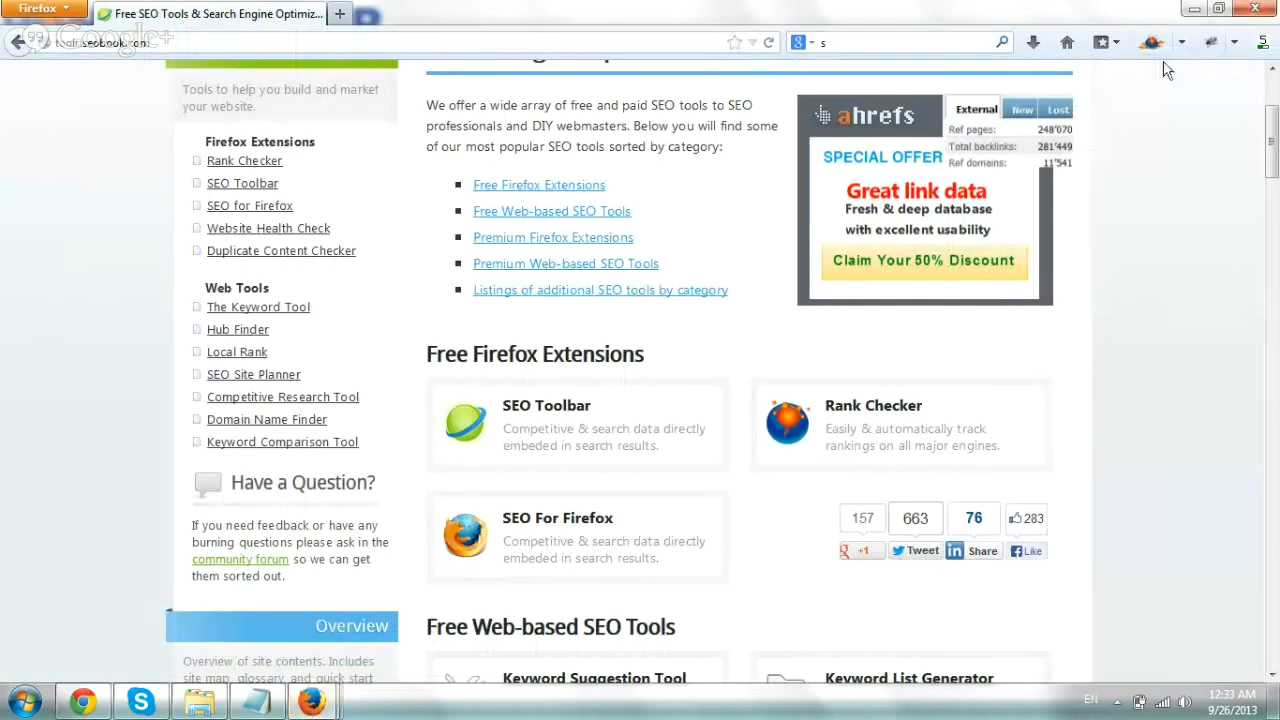 Firefox
Free SEO Tools & Search Engine Optimiz...
Google+
s
5
Tools to help you build and market
your website.
Firefox Extensions
Rank Checker
SEO Toolbar
SEO for Firefox
Website Health Check
Duplicate Content Checker
Web Tools
The Keyword Tool
Hub Finder
Local Rank
SEO Site Planner
Competitive Research Tool
Domain Name Finder
Keyword Comparison Tool
Have a Question?
If you need feedback or have any
burning questions please ask in the
community forum so we can get
them sorted out.
Overview
Overview of site contents. Includes
site map, glossary, and quick start
We offer a wide array of free and paid SEO tools to SEO
professionals and DIY webmasters. Below you will find some
of our most popular SEO tools sorted by category:
Free Firefox Extensions
Free Web-based SEO Tools
Premium Firefox Extensions
Premium Web-based SEO Tools
Listings of additional SEO tools by category
ahrefs
External New Lost
Ref pages: 248'070
Total backlinks: 281'449
Ref domains: 11'541
SPECIAL OFFER
Great link data
Fresh & deep database
with excellent usability
Claim Your 50% Discount
Free Firefox Extensions
SEO Toolbar
Competitive & search data directly
embeded in search results.
Rank Checker
Easily & automatically track
rankings on all major engines.
SEO For Firefox
Competitive & search data directly
embeded in search results.
157 663 76 283
+1 Tweet Share Like
Free Web-based SEO Tools
Keyword Suggestion Tool
Keyword List Generator
EN
12:33 AM
9/26/2013